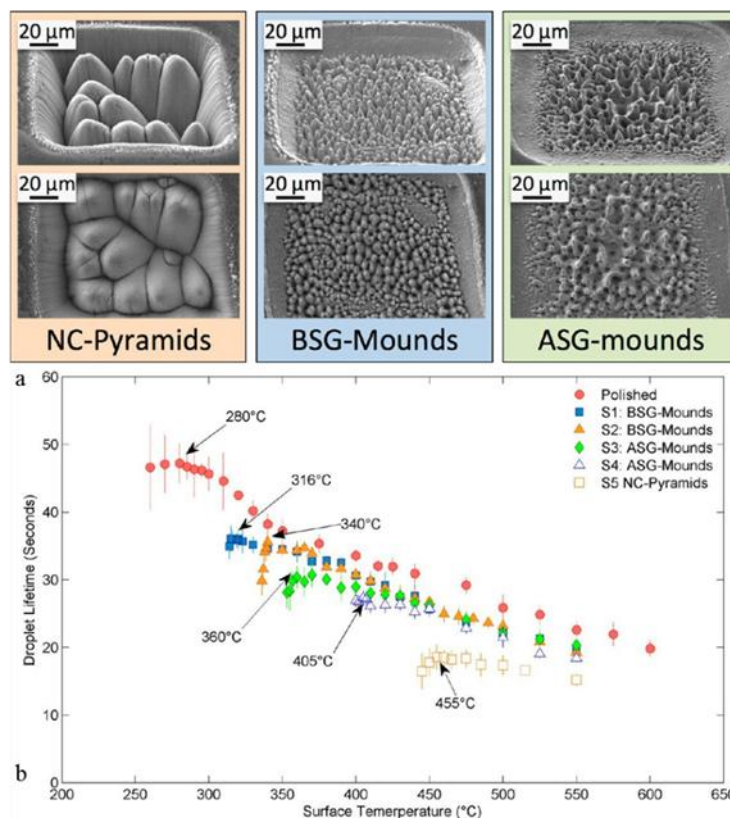 20 µm
20 µm
20 µm
20 µm
20 µm
20 µm
NC-Pyramids
BSG-Mounds
ASG-mounds
a
60
50
40
30
20
10
0
Droplet Lifetime (Seconds)
280°C
316°C
340°C
360°C
405°C
455°C
Polished
S1: BSG-Mounds
S2: BSG-Mounds
S3: ASG-Mounds
S4: ASG-Mounds
S5 NC-Pyramids
b
200 250 300 350 400 450 500 550 600 650
Surface Temerperature (°C)